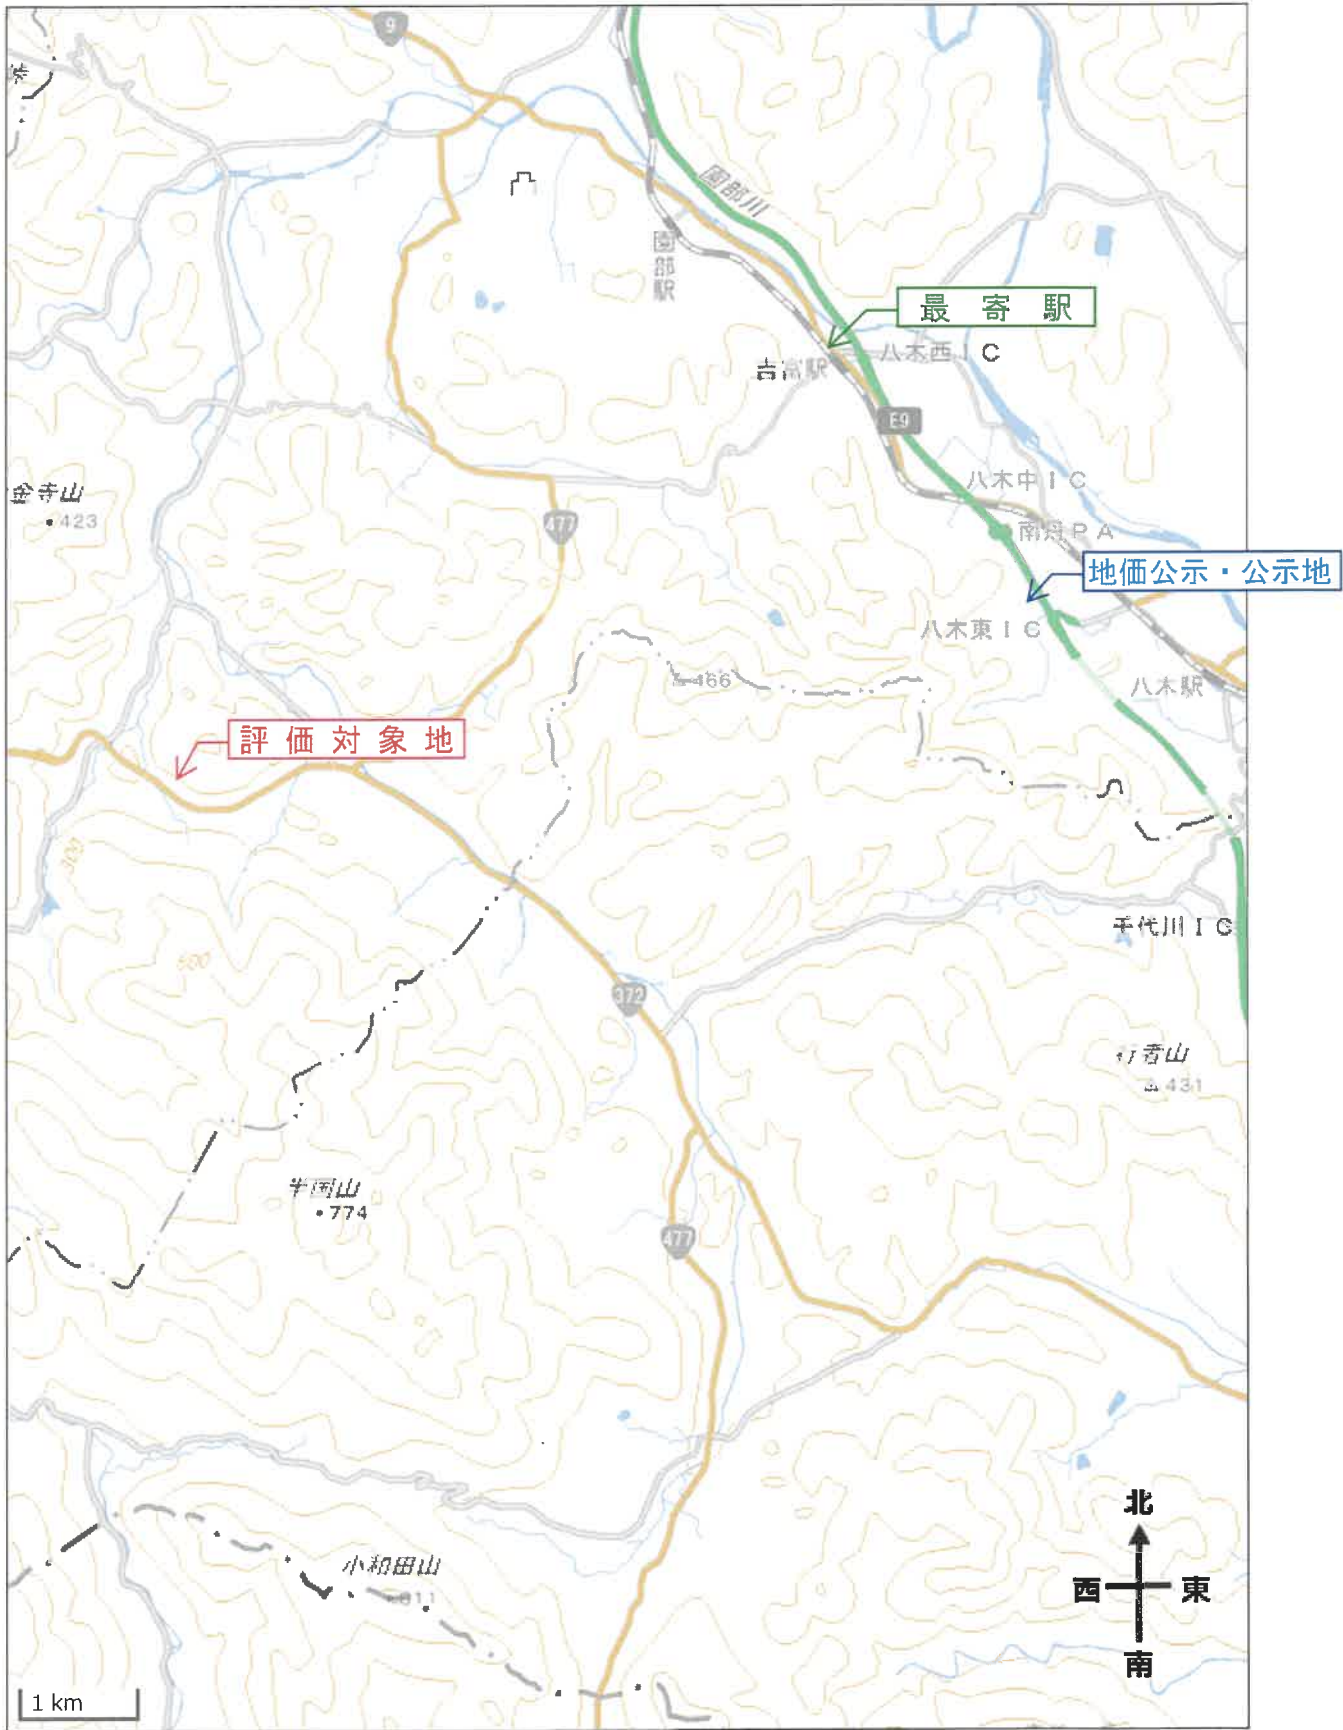 9
園部川
園部駅
最寄駅
八木西IC
吉富駅
E9
八木中IC
金寺山
423
477
南丹PA
地価公示・公示地
八木東IC
466
八木駅
評価対象地
300
千代川IC
600
372
行者山
431
半国山
774
477
小和田山
811
北
西 東
南
1 km